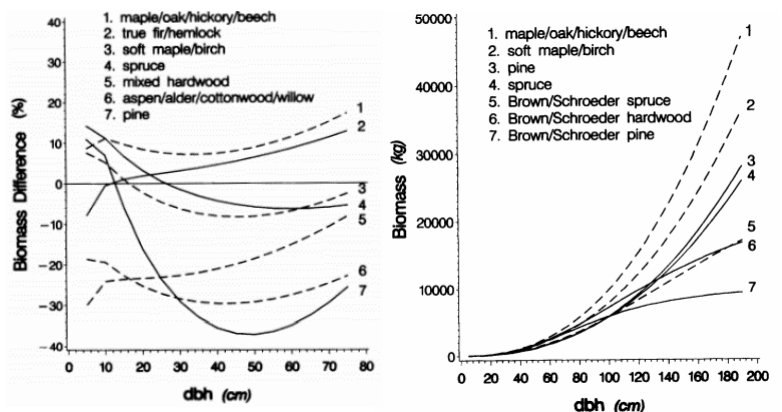 1. maple/oak/hickory/beech
2. true fir/hemlock
3. soft maple/birch
4. spruce
5. mixed hardwood
6. aspen/alder/cottonwood/willow
7. pine
Biomass Difference (%)
40
30
20
10
0
-10
-20
-30
-40
1
2
3
4
5
6
7
0 10 20 30 40 50 60 70 80
dbh (cm)
1. maple/oak/hickory/beech
2. soft maple/birch
3. pine
4. spruce
5. Brown/Schroeder spruce
6. Brown/Schroeder hardwood
7. Brown/Schroeder pine
Biomass (kg)
50000
40000
30000
20000
10000
0
1
2
3
4
5
6
7
0 20 40 60 80 100 120 140 160 180 200
dbh (cm)